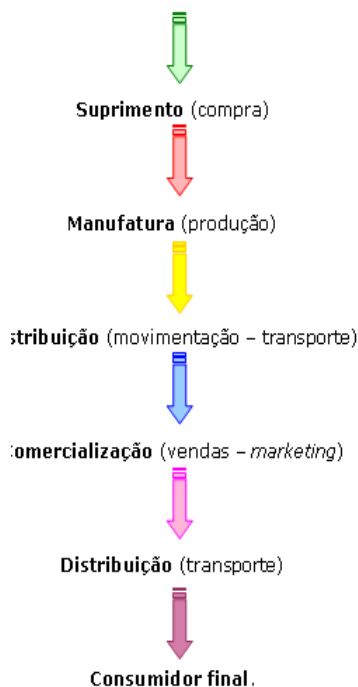 Suprimento (compra)
Manufatura (produção)
stribuição (movimentação – transporte)
omercialização (vendas – marketing)
Distribuição (transporte)
Consumidor final.